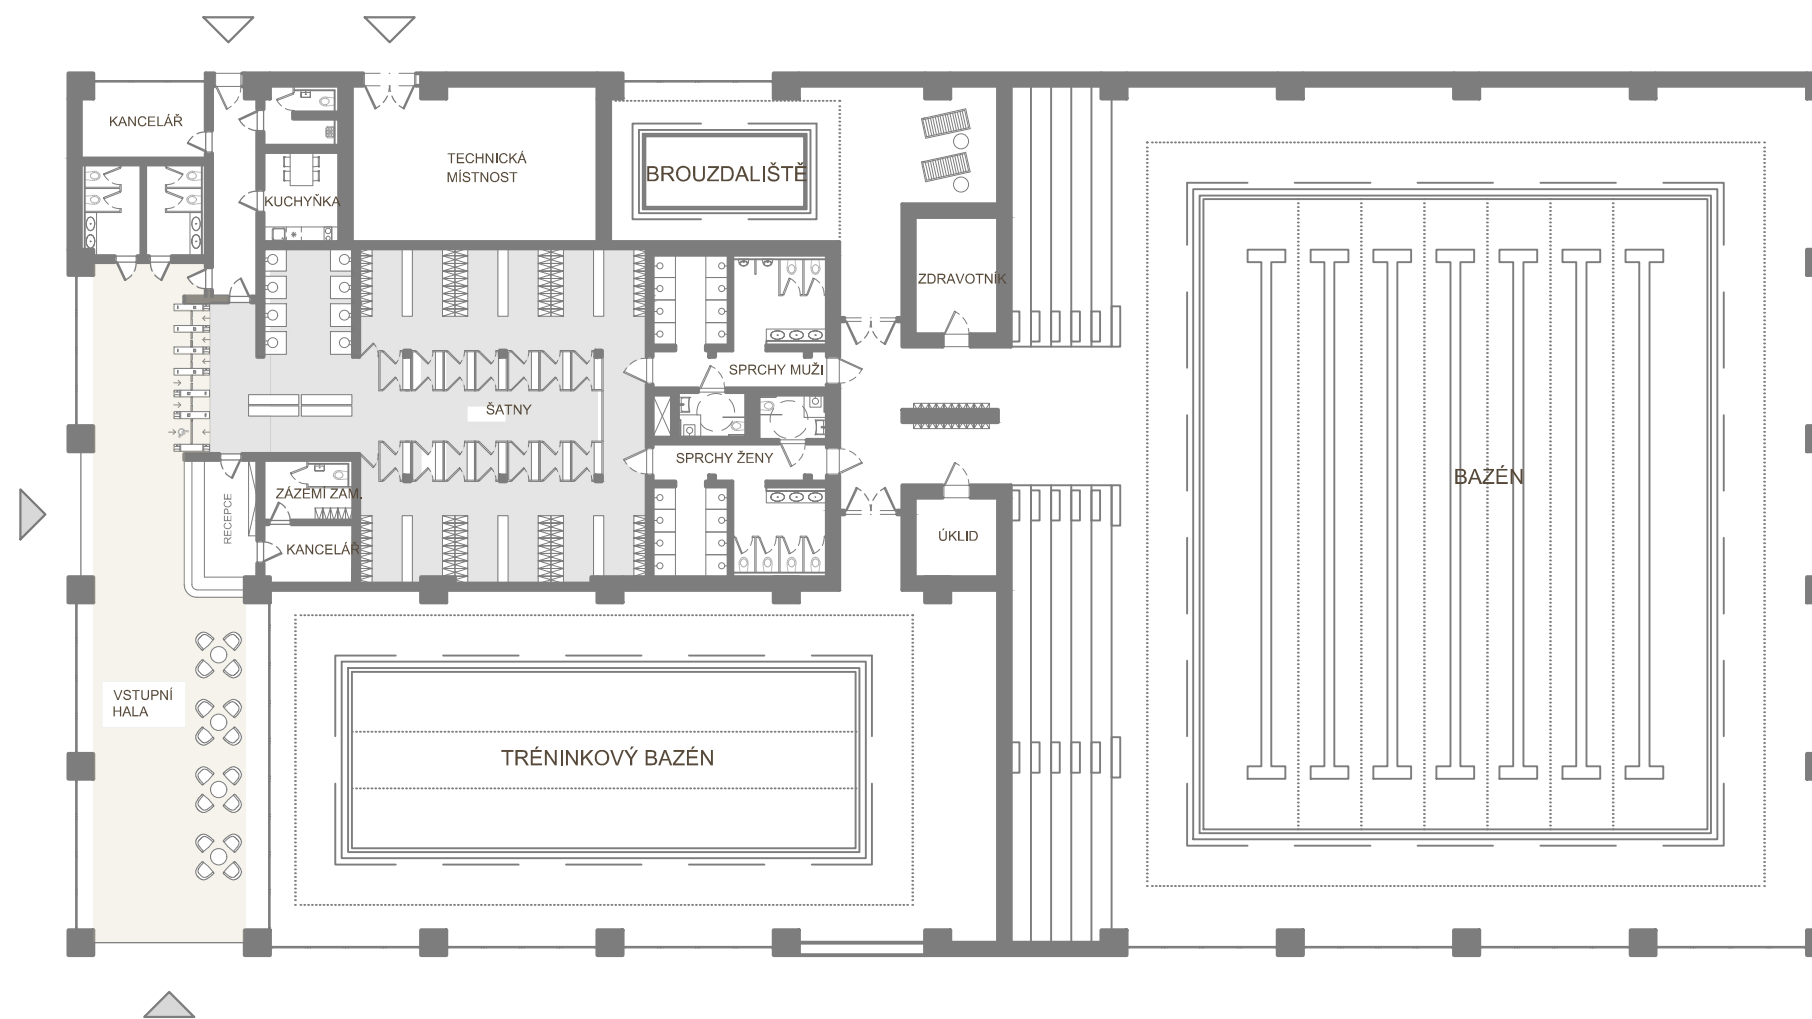 KANCELÁŘ
TECHNICKÁ
MÍSTNOST
BROUZDALIŠTĚ
KUCHYŇKA
ZDRAVOTNÍK
SPRCHY MUŽI
ŠATNY
SPRCHY ŽENY
BAZÉN
ZÁZEMÍ ZAM.
RECEPCE
KANCELÁŘ
ÚKLID
VSTUPNÍ
HALA
TRÉNINKOVÝ BAZÉN